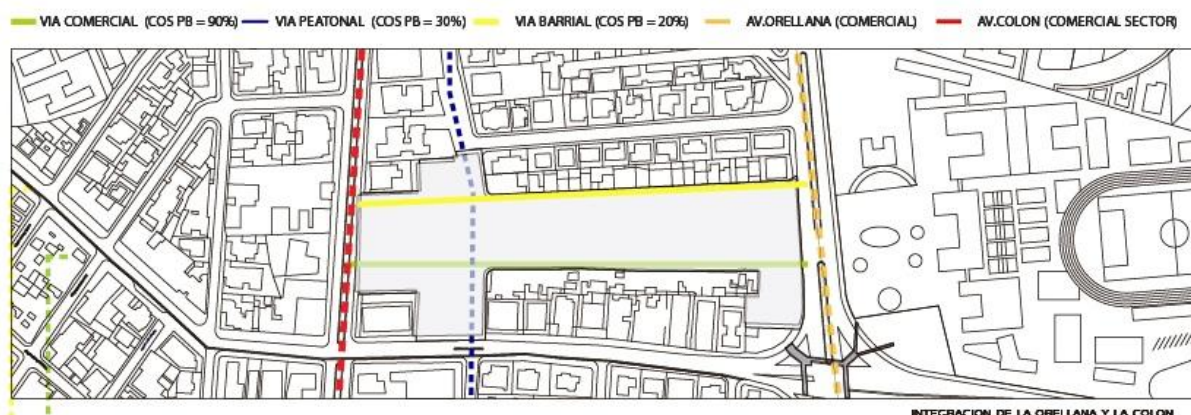 VIA COMERCIAL (COS PB = 90%) VIA PEATONAL (COS PB = 30%) VIA BARRIAL (COS PB = 20%) AV.ORELLANA (COMERCIAL) AV.COLON (COMERCIAL SECTOR)
INTEGRACION DE LA ORELLANA Y LA COLON